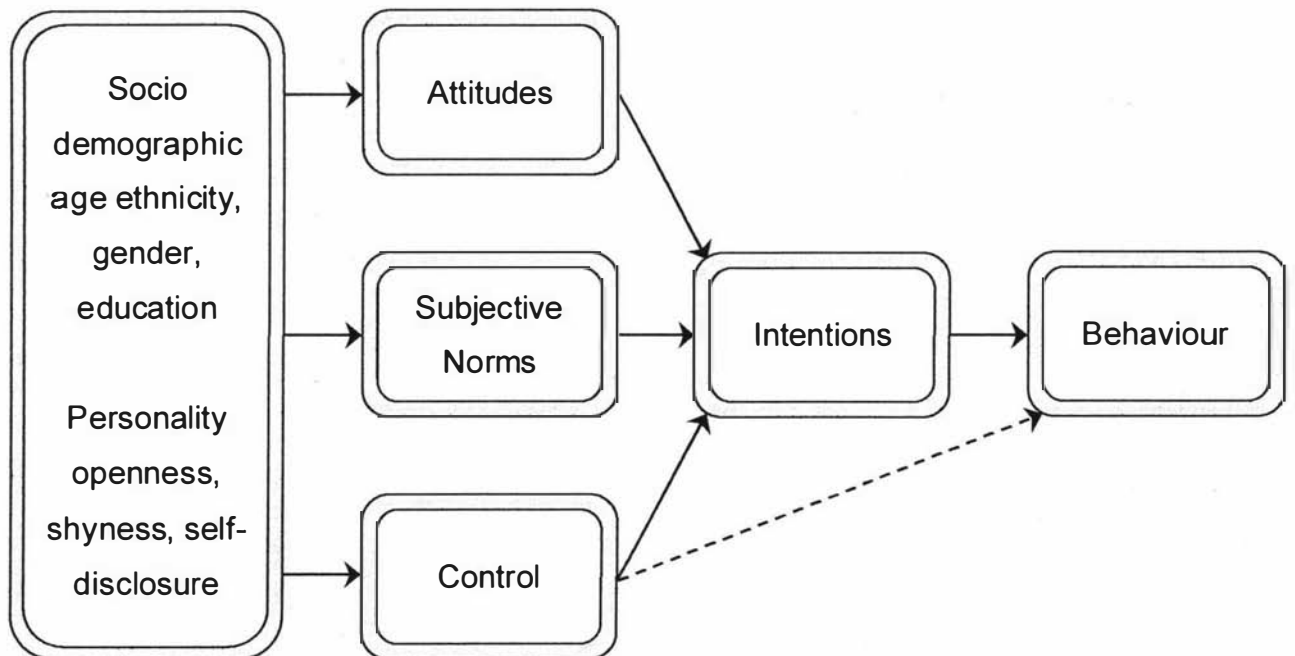 Socio
demographic
age ethnicity,
gender,
education
Personality
openness,
shyness, self-
disclosure
Attitudes
Subjective
Norms
Control
Intentions
Behaviour